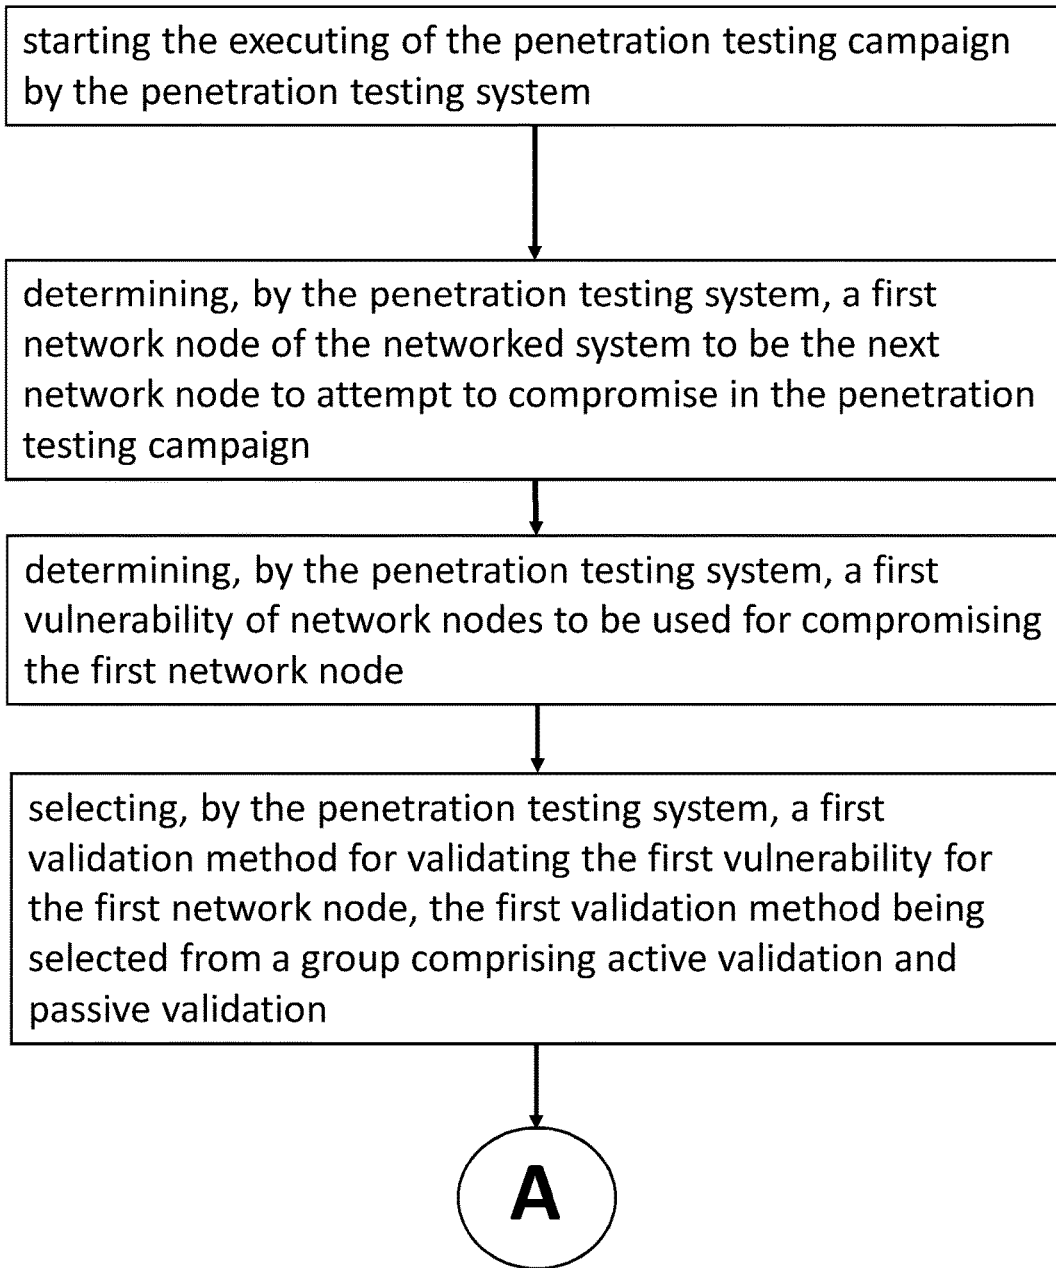 starting the executing of the penetration testing campaign
by the penetration testing system
determining, by the penetration testing system, a first
network node of the networked system to be the next
network node to attempt to compromise in the penetration
testing campaign
determining, by the penetration testing system, a first
vulnerability of network nodes to be used for compromising
the first network node
selecting, by the penetration testing system, a first
validation method for validating the first vulnerability for
the first network node, the first validation method being
selected from a group comprising active validation and
passive validation
A